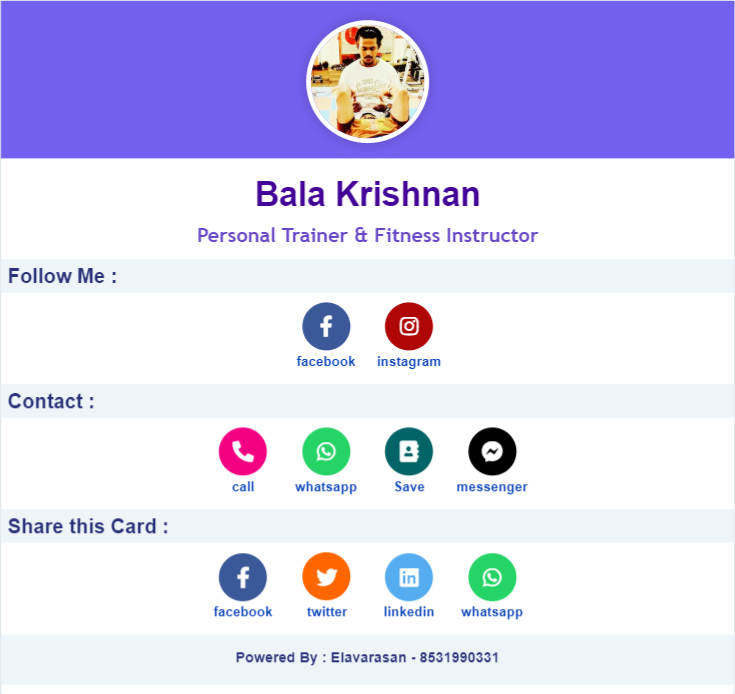 Bala Krishnan
Personal Trainer & Fitness Instructor
Follow Me :
facebook instagram
Contact :
call whatsapp Save messenger
Share this Card :
facebook twitter linkedin whatsapp
Powered By : Elavarasan - 8531990331